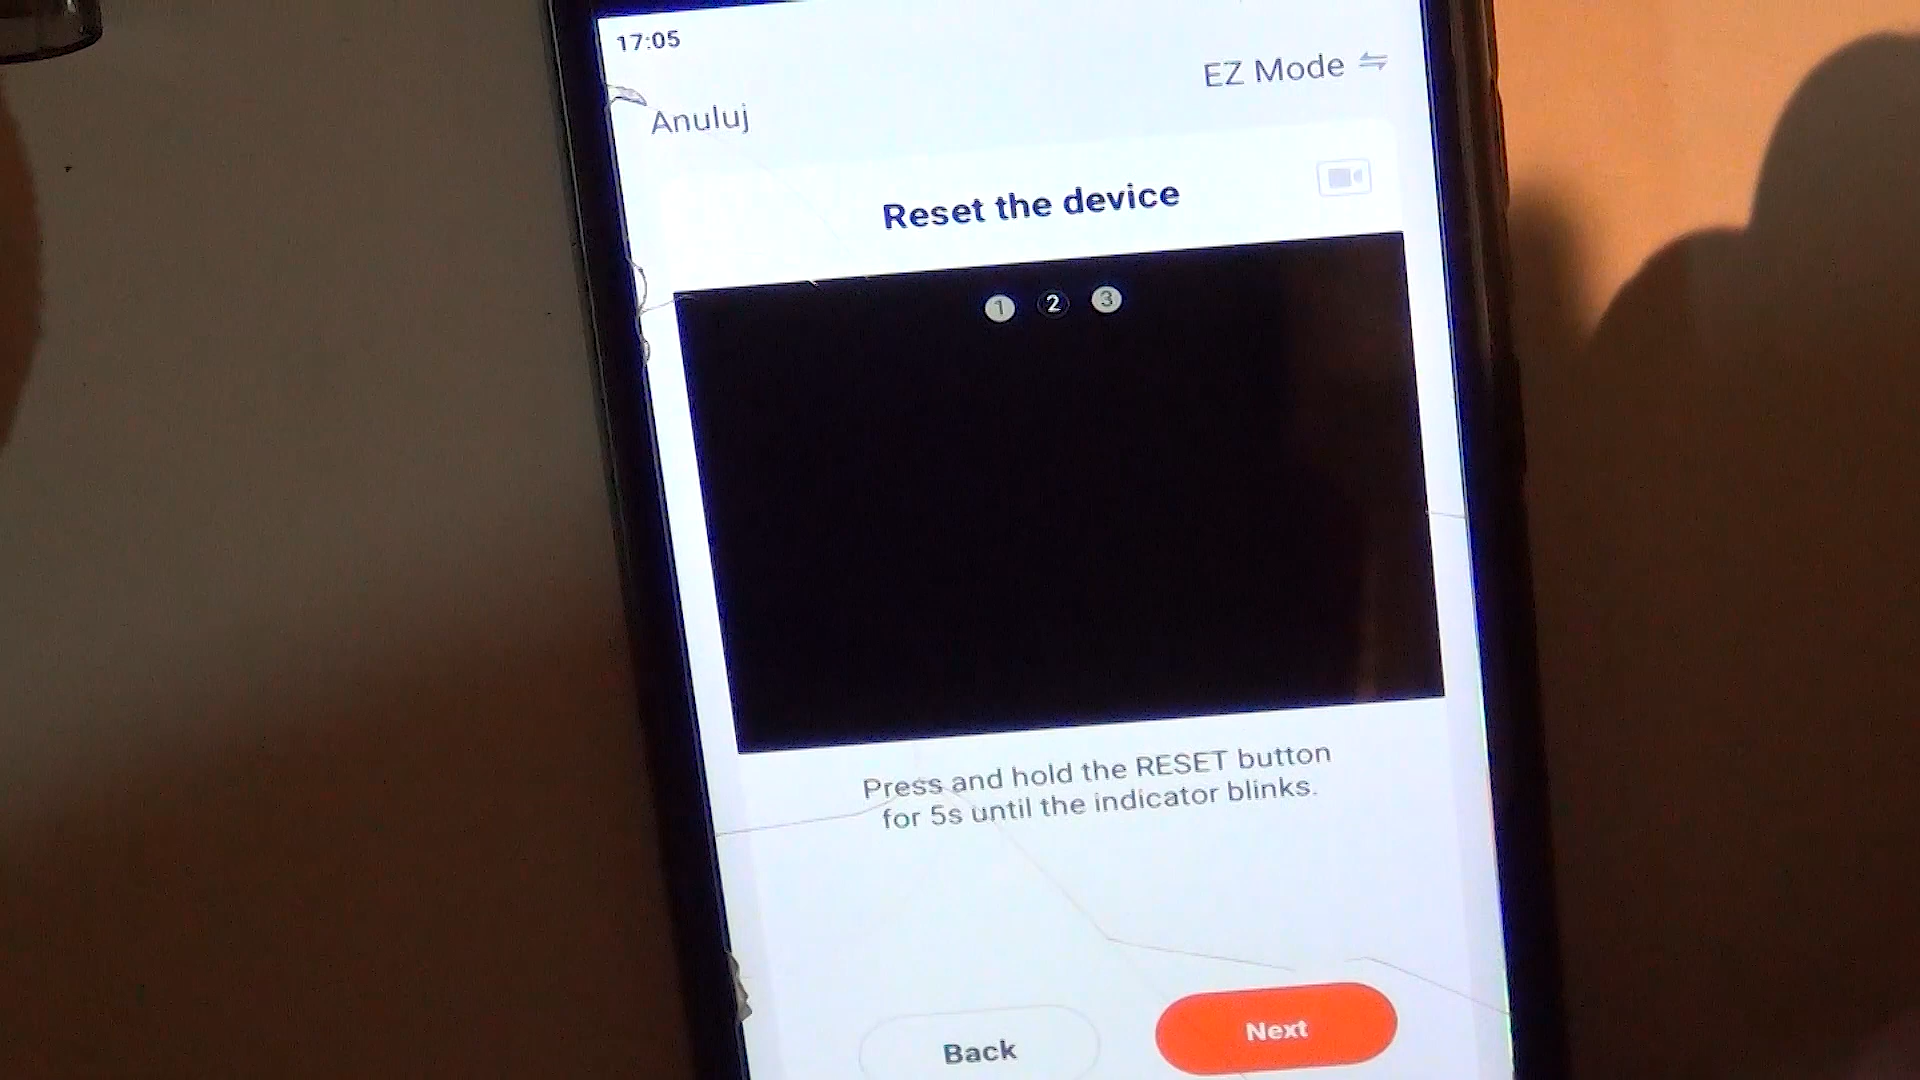 17:05
EZ Mode
Anuluj
Reset the device
1 2 3
Press and hold the RESET button
for 5s until the indicator blinks.
Back
Next